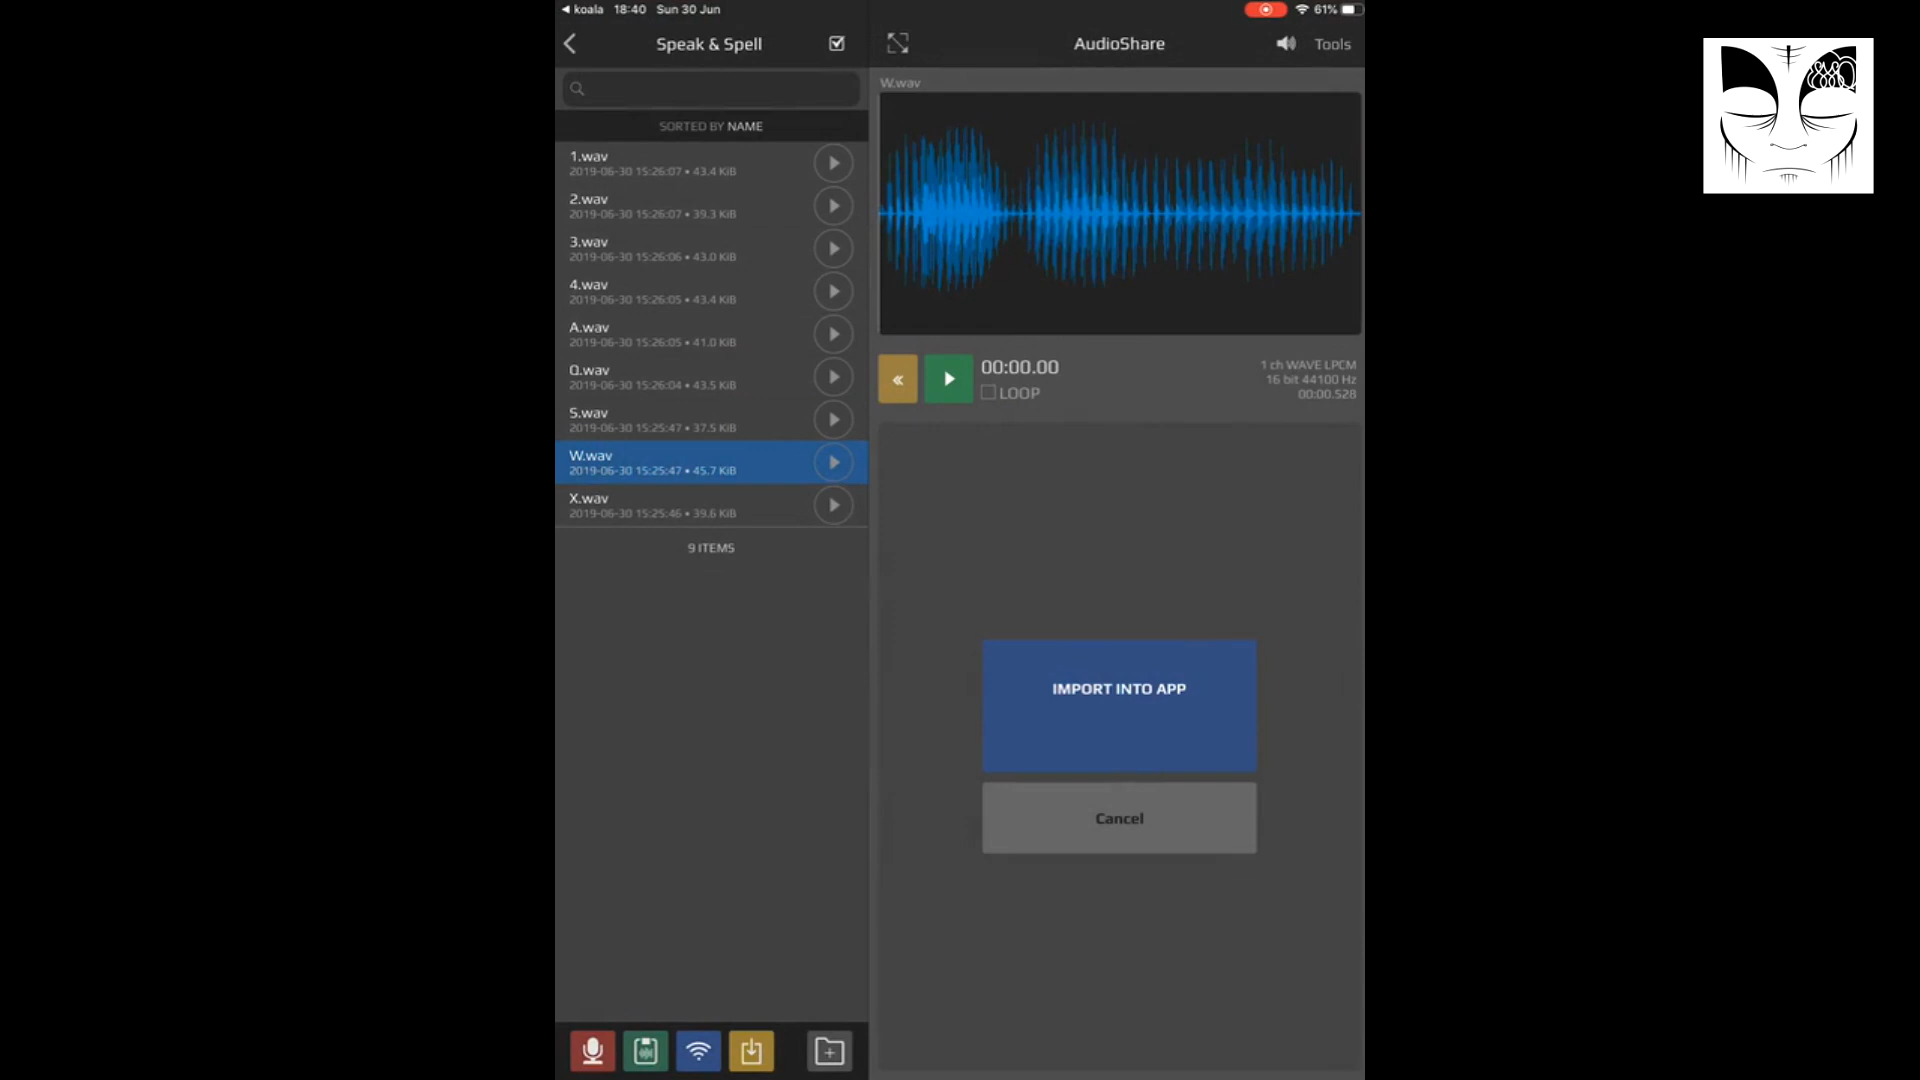 koala 18:40 Sun 30 Jun
61%
Speak & Spell
AudioShare
Tools
SORTED BY NAME
1.wav
2019-06-30 15:26:07 • 43.4 KiB
2.wav
2019-06-30 15:26:07 • 39.3 KiB
3.wav
2019-06-30 15:26:06 • 43.0 KiB
4.wav
2019-06-30 15:26:05 • 43.4 KiB
A.wav
2019-06-30 15:26:05 • 41.0 KiB
Q.wav
2019-06-30 15:26:04 • 43.5 KiB
S.wav
2019-06-30 15:25:47 • 37.5 KiB
W.wav
2019-06-30 15:25:47 • 45.7 KiB
X.wav
2019-06-30 15:25:46 • 39.6 KiB
9 ITEMS
W.wav
00:00.00
LOOP
1 ch WAVE LPCM
16 bit 44100 Hz
00:00.528
IMPORT INTO APP
Cancel